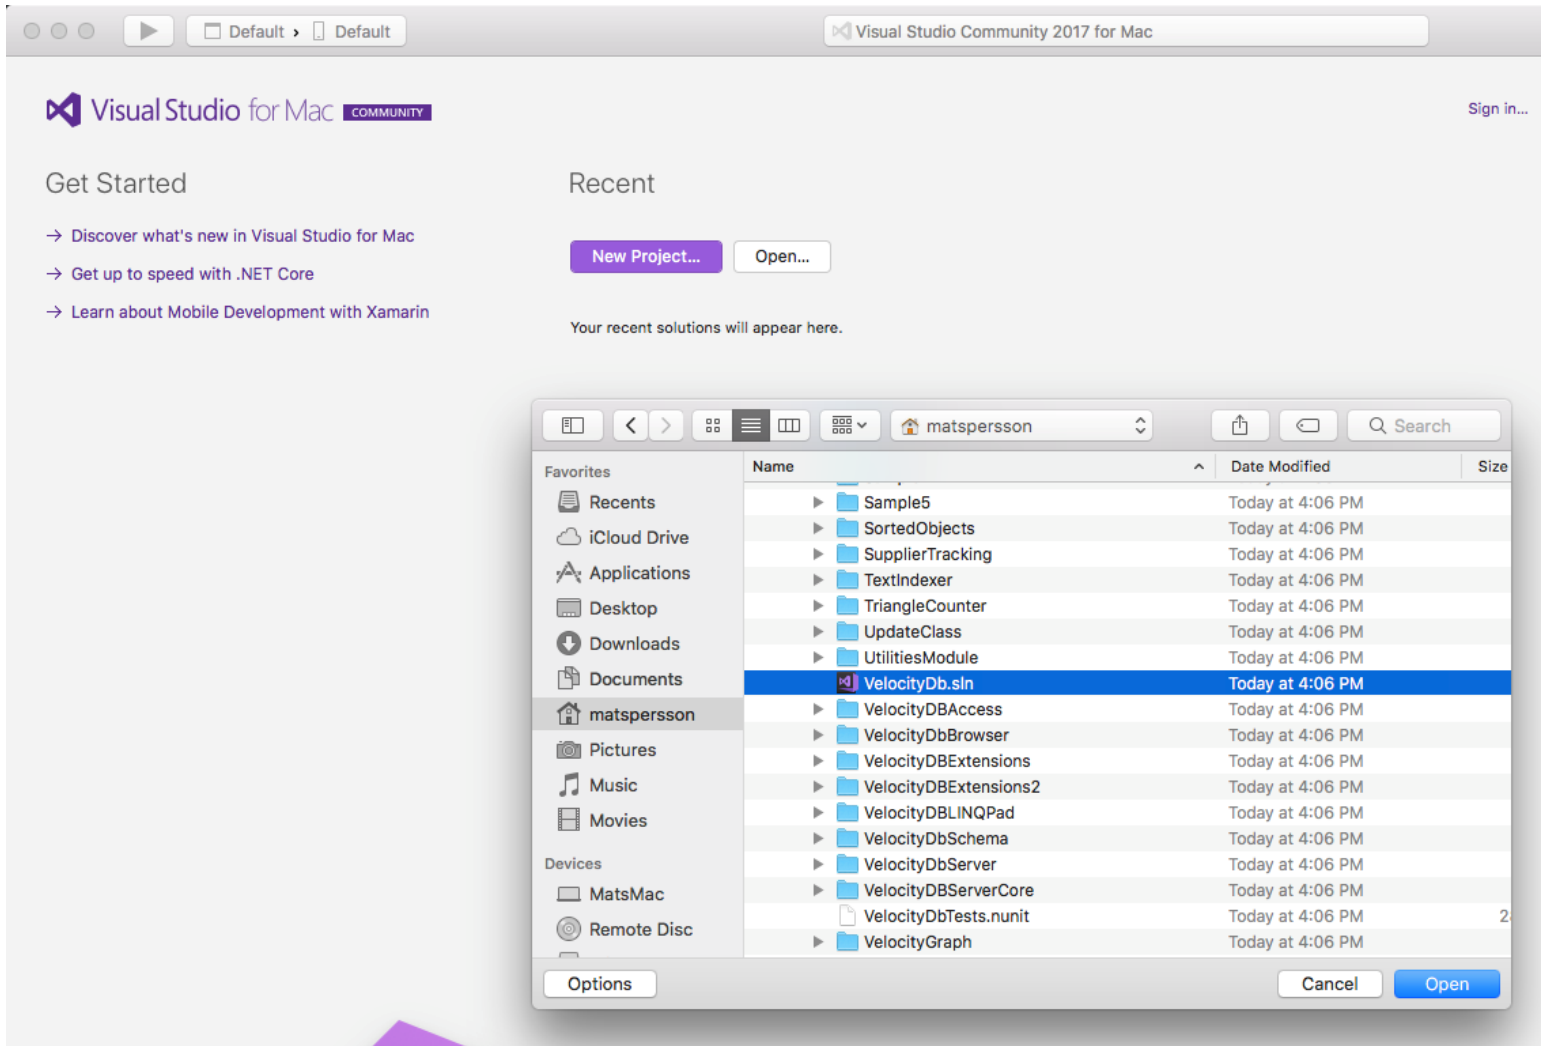 Default › Default
Visual Studio Community 2017 for Mac
Visual Studio for Mac COMMUNITY
Sign in...
Get Started
→ Discover what's new in Visual Studio for Mac
→ Get up to speed with .NET Core
→ Learn about Mobile Development with Xamarin
Recent
New Project...
Open...
Your recent solutions will appear here.
matspersson
Search
Favorites
Recents
iCloud Drive
Applications
Desktop
Downloads
Documents
matspersson
Pictures
Music
Movies
Devices
MatsMac
Remote Disc
Name Date Modified Size
Sample5 Today at 4:06 PM
SortedObjects Today at 4:06 PM
SupplierTracking Today at 4:06 PM
TextIndexer Today at 4:06 PM
TriangleCounter Today at 4:06 PM
UpdateClass Today at 4:06 PM
UtilitiesModule Today at 4:06 PM
VelocityDb.sln Today at 4:06 PM
VelocityDBAccess Today at 4:06 PM
VelocityDbBrowser Today at 4:06 PM
VelocityDBExtensions Today at 4:06 PM
VelocityDBExtensions2 Today at 4:06 PM
VelocityDBLINQPad Today at 4:06 PM
VelocityDbSchema Today at 4:06 PM
VelocityDbServer Today at 4:06 PM
VelocityDBServerCore Today at 4:06 PM
VelocityDbTests.nunit Today at 4:06 PM
VelocityGraph Today at 4:06 PM
Options
Cancel
Open